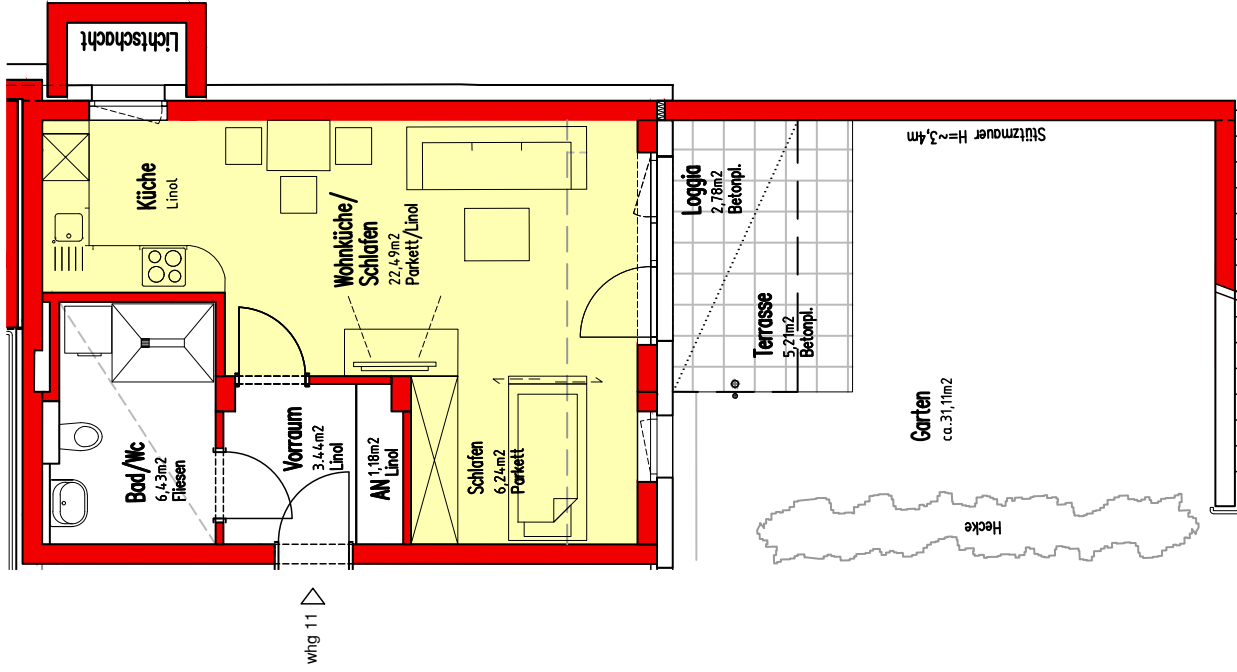 Lichtschacht
Küche
Linol
Wohnküche/
Schlafen
22,49m2
Parkett/Linol
Loggia
2,78m2
Betonpl.
Stützmauer H=~3,4m
Terrasse
5,21m2
Betonpl.
Garten
ca.31,11m2
Bad/Wc
6,43m2
Fliesen
Vorraum
3.44m2
Linol
AN 1,18m2
Linol
Schlafen
6,24m2
Parkett
Hecke
whg 11